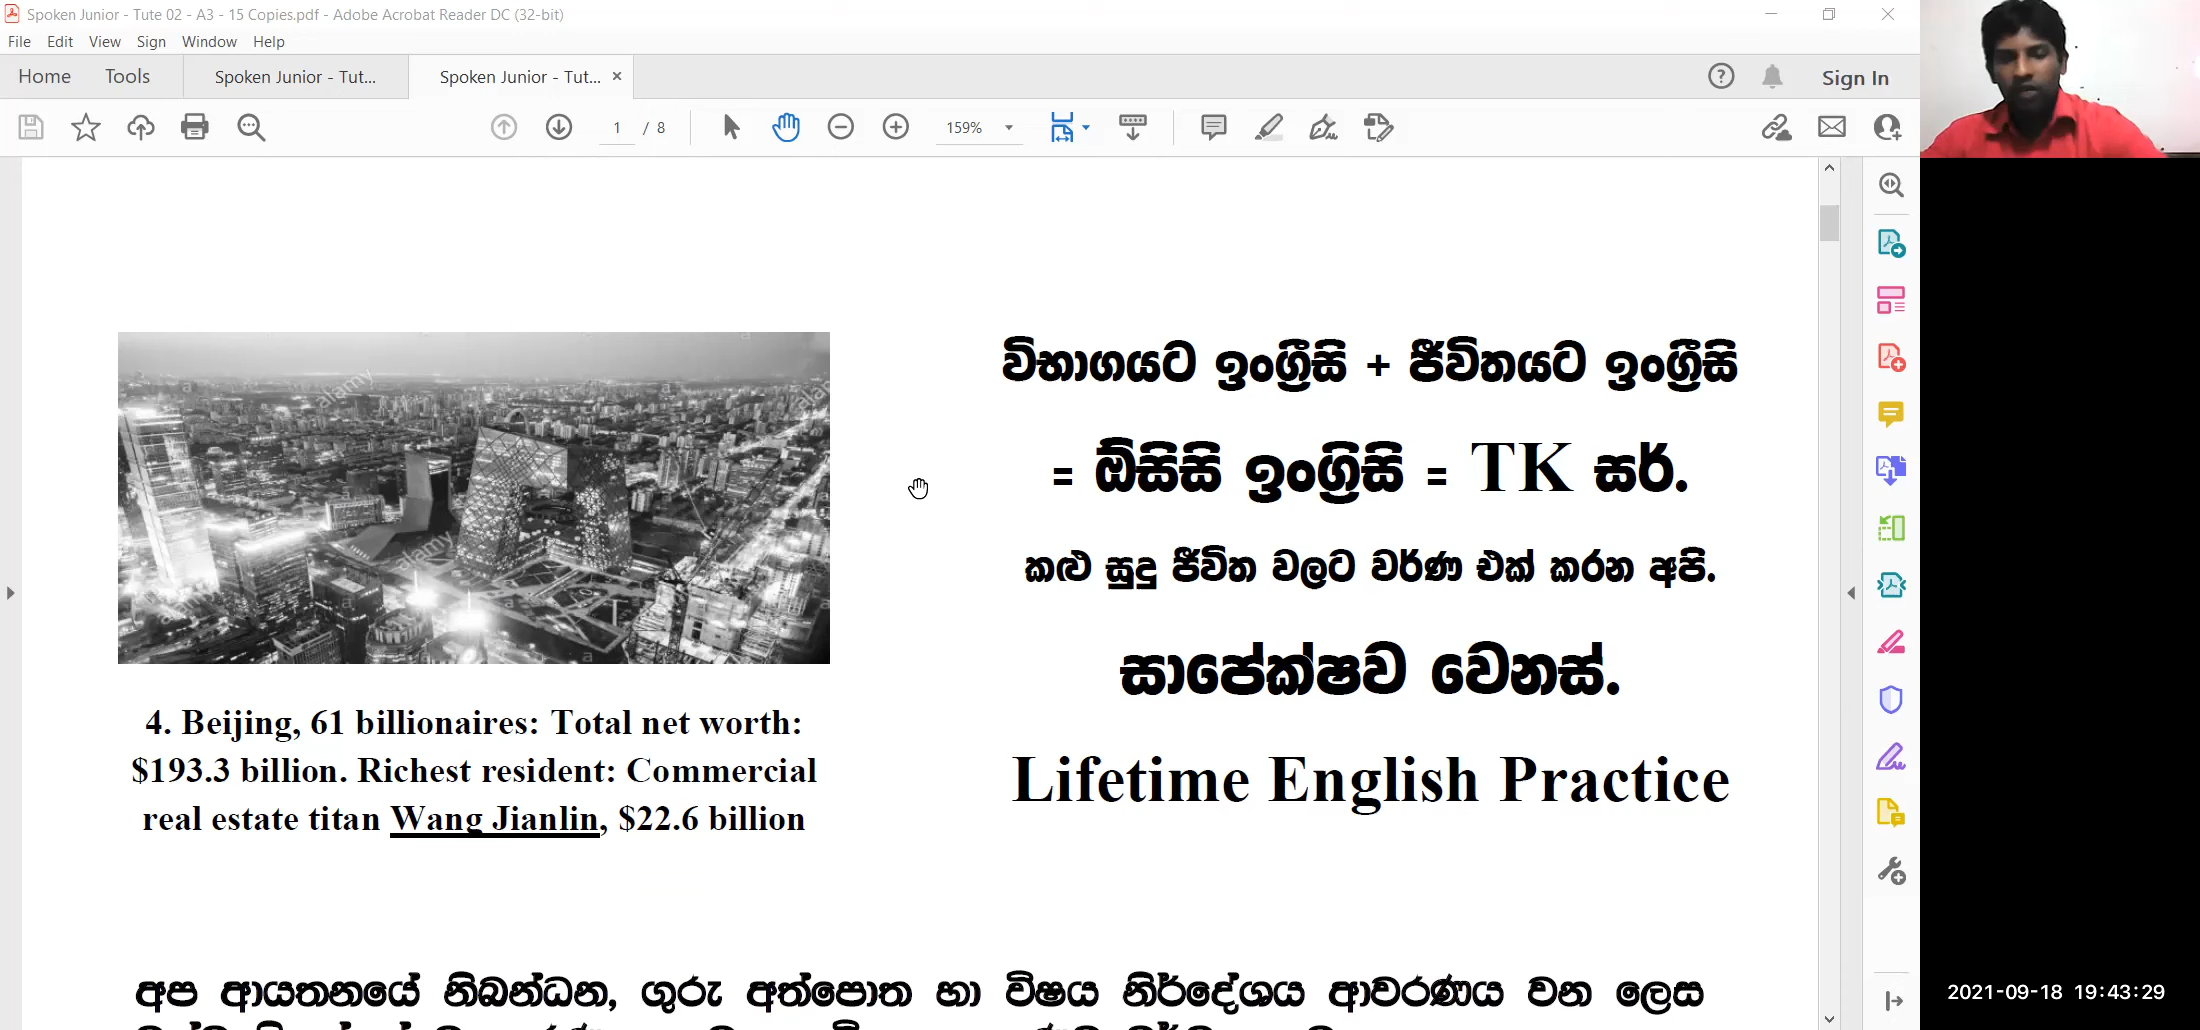 Spoken Junior - Tute 02 - A3 - 15 Copies.pdf - Adobe Acrobat Reader DC (32-bit)
File Edit View Sign Window Help
Home Tools Spoken Junior - Tut... Spoken Junior - Tut... × Sign In
1 / 8 159%
විභාගයට ඉංග්‍රීසි + ජීවිතයට ඉංග්‍රීසි
= ඕසිසි ඉංග්‍රිසි = TK සර්.
කළු සුදු ජීවිත වලට වර්ණ එක් කරන අපි.
සාපේක්ෂව වෙනස්.
Lifetime English Practice
alamy
alamy
4. Beijing, 61 billionaires: Total net worth:
$193.3 billion. Richest resident: Commercial
real estate titan Wang Jianlin, $22.6 billion
අප ආයතනයේ නිබන්ධන, ගුරු අත්පොත හා විෂය නිර්දේශය ආවරණය වන ලෙස
2021-09-18 19:43:29